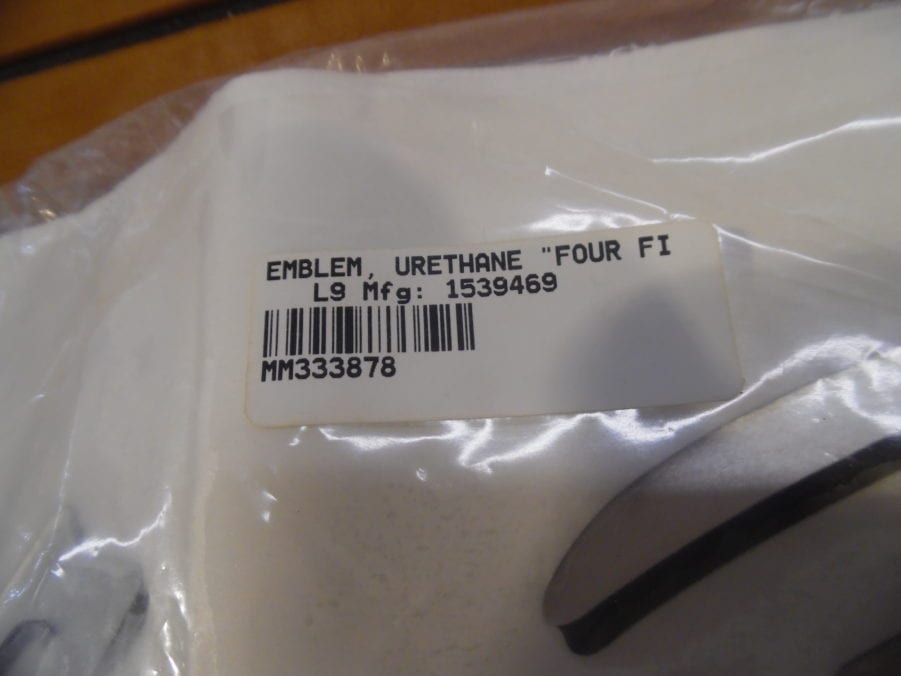 EMBLEM, URETHANE "FOUR FI
L9 Mfg: 1539469
MM333878